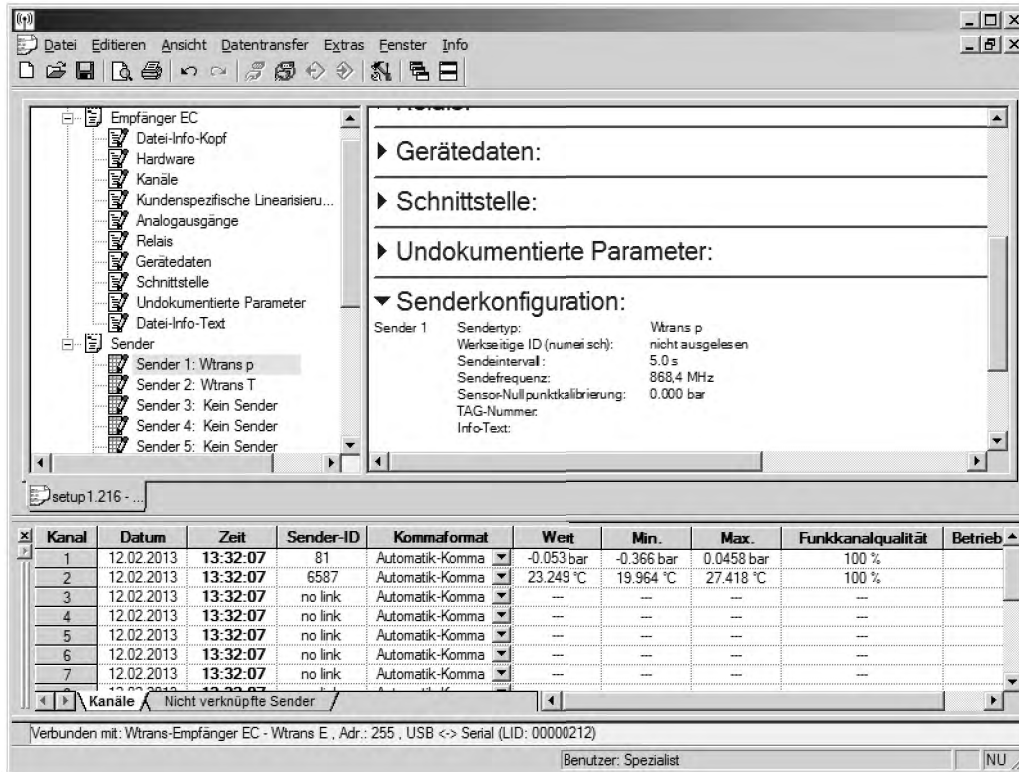 Datei Editieren Ansicht Datentransfer Extras Fenster Info
Empfänger EC
Datei-Info-Kopf
Hardware
Kanäle
Kundenspezifische Linearisieru...
Analogausgänge
Relais
Gerätedaten
Schnittstelle
Undokumentierte Parameter
Datei-Info-Text
Sender
Sender 1: Wtrans p
Sender 2: Wtrans T
Sender 3: Kein Sender
Sender 4: Kein Sender
Sender 5: Kein Sender
Gerätedaten:
Schnittstelle:
Undokumentierte Parameter:
Senderkonfiguration:
Sender 1 Sendertyp: Wtrans p
Werkseitige ID (numerisch): nicht ausgelesen
Sendeintervall: 5.0 s
Sendefrequenz: 868,4 MHz
Sensor-Nullpunktkalibrierung: 0.000 bar
TAG-Nummer:
Info-Text:
setup1.216 - ...
Kanal Datum Zeit Sender-ID Kommaformat Wert Min. Max. Funkkanalqualität Betrieb
1 12.02.2013 13:32:07 81 Automatik-Komma -0.053 bar -0.366 bar 0.0458 bar 100 %
2 12.02.2013 13:32:07 6587 Automatik-Komma 23.249 °C 19.964 °C 27.418 °C 100 %
3 12.02.2013 13:32:07 no link Automatik-Komma --- --- --- ---
4 12.02.2013 13:32:07 no link Automatik-Komma --- --- --- ---
5 12.02.2013 13:32:07 no link Automatik-Komma --- --- --- ---
6 12.02.2013 13:32:07 no link Automatik-Komma --- --- --- ---
7 12.02.2013 13:32:07 no link Automatik-Komma --- --- --- ---
Kanäle Nicht verknüpfte Sender
Verbunden mit: Wtrans-Empfänger EC - Wtrans E , Adr.: 255 , USB <-> Serial (LID: 00000212)
Benutzer: Spezialist NU